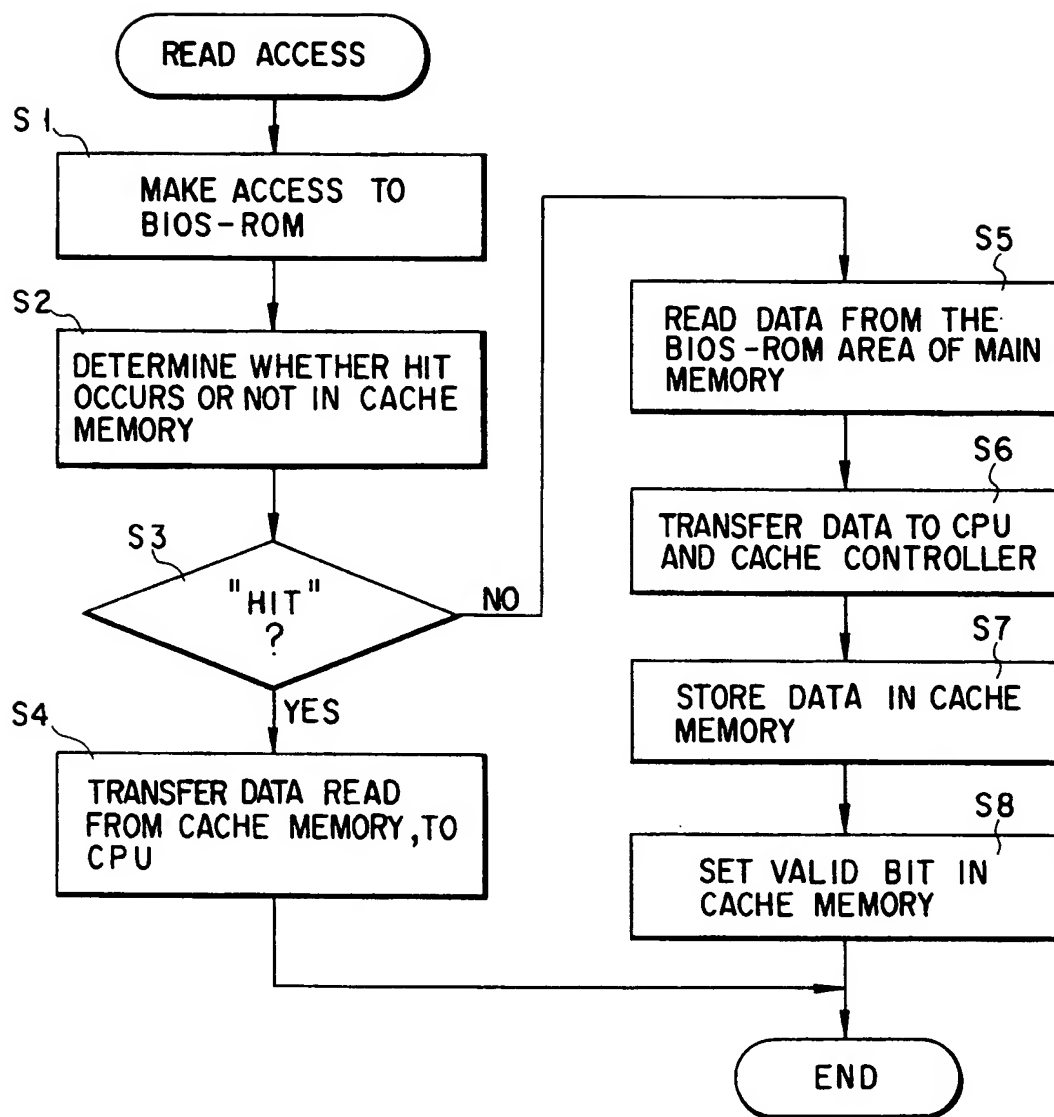 READ ACCESS
S1
MAKE ACCESS TO
BIOS-ROM
S2
DETERMINE WHETHER HIT
OCCURS OR NOT IN CACHE
MEMORY
S3
"HIT"
?
NO
YES
S4
TRANSFER DATA READ
FROM CACHE MEMORY, TO
CPU
S5
READ DATA FROM THE
BIOS-ROM AREA OF MAIN
MEMORY
S6
TRANSFER DATA TO CPU
AND CACHE CONTROLLER
S7
STORE DATA IN CACHE
MEMORY
S8
SET VALID BIT IN
CACHE MEMORY
END